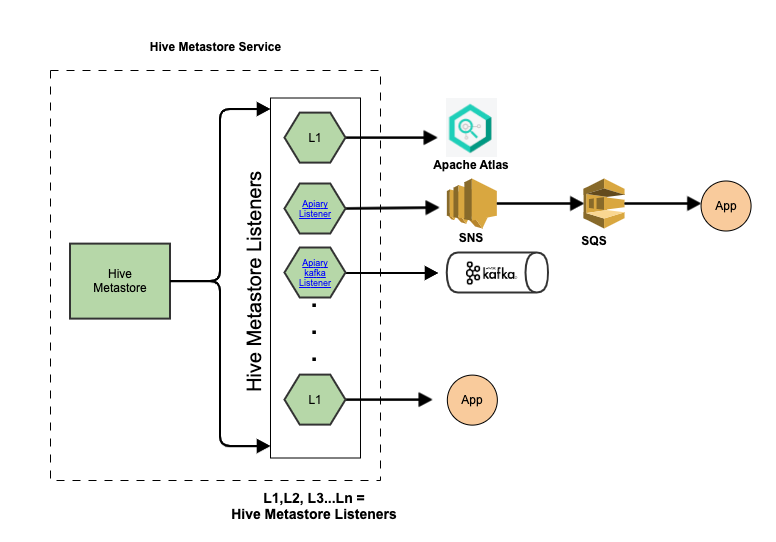 Hive Metastore Service
Hive Metastore Listeners
L1
Apache Atlas
Apiary
Listener
SNS
SQS
App
Hive
Metastore
Apiary
kafka
Listener
kafka
L1
App
L1,L2, L3...Ln =
Hive Metastore Listeners